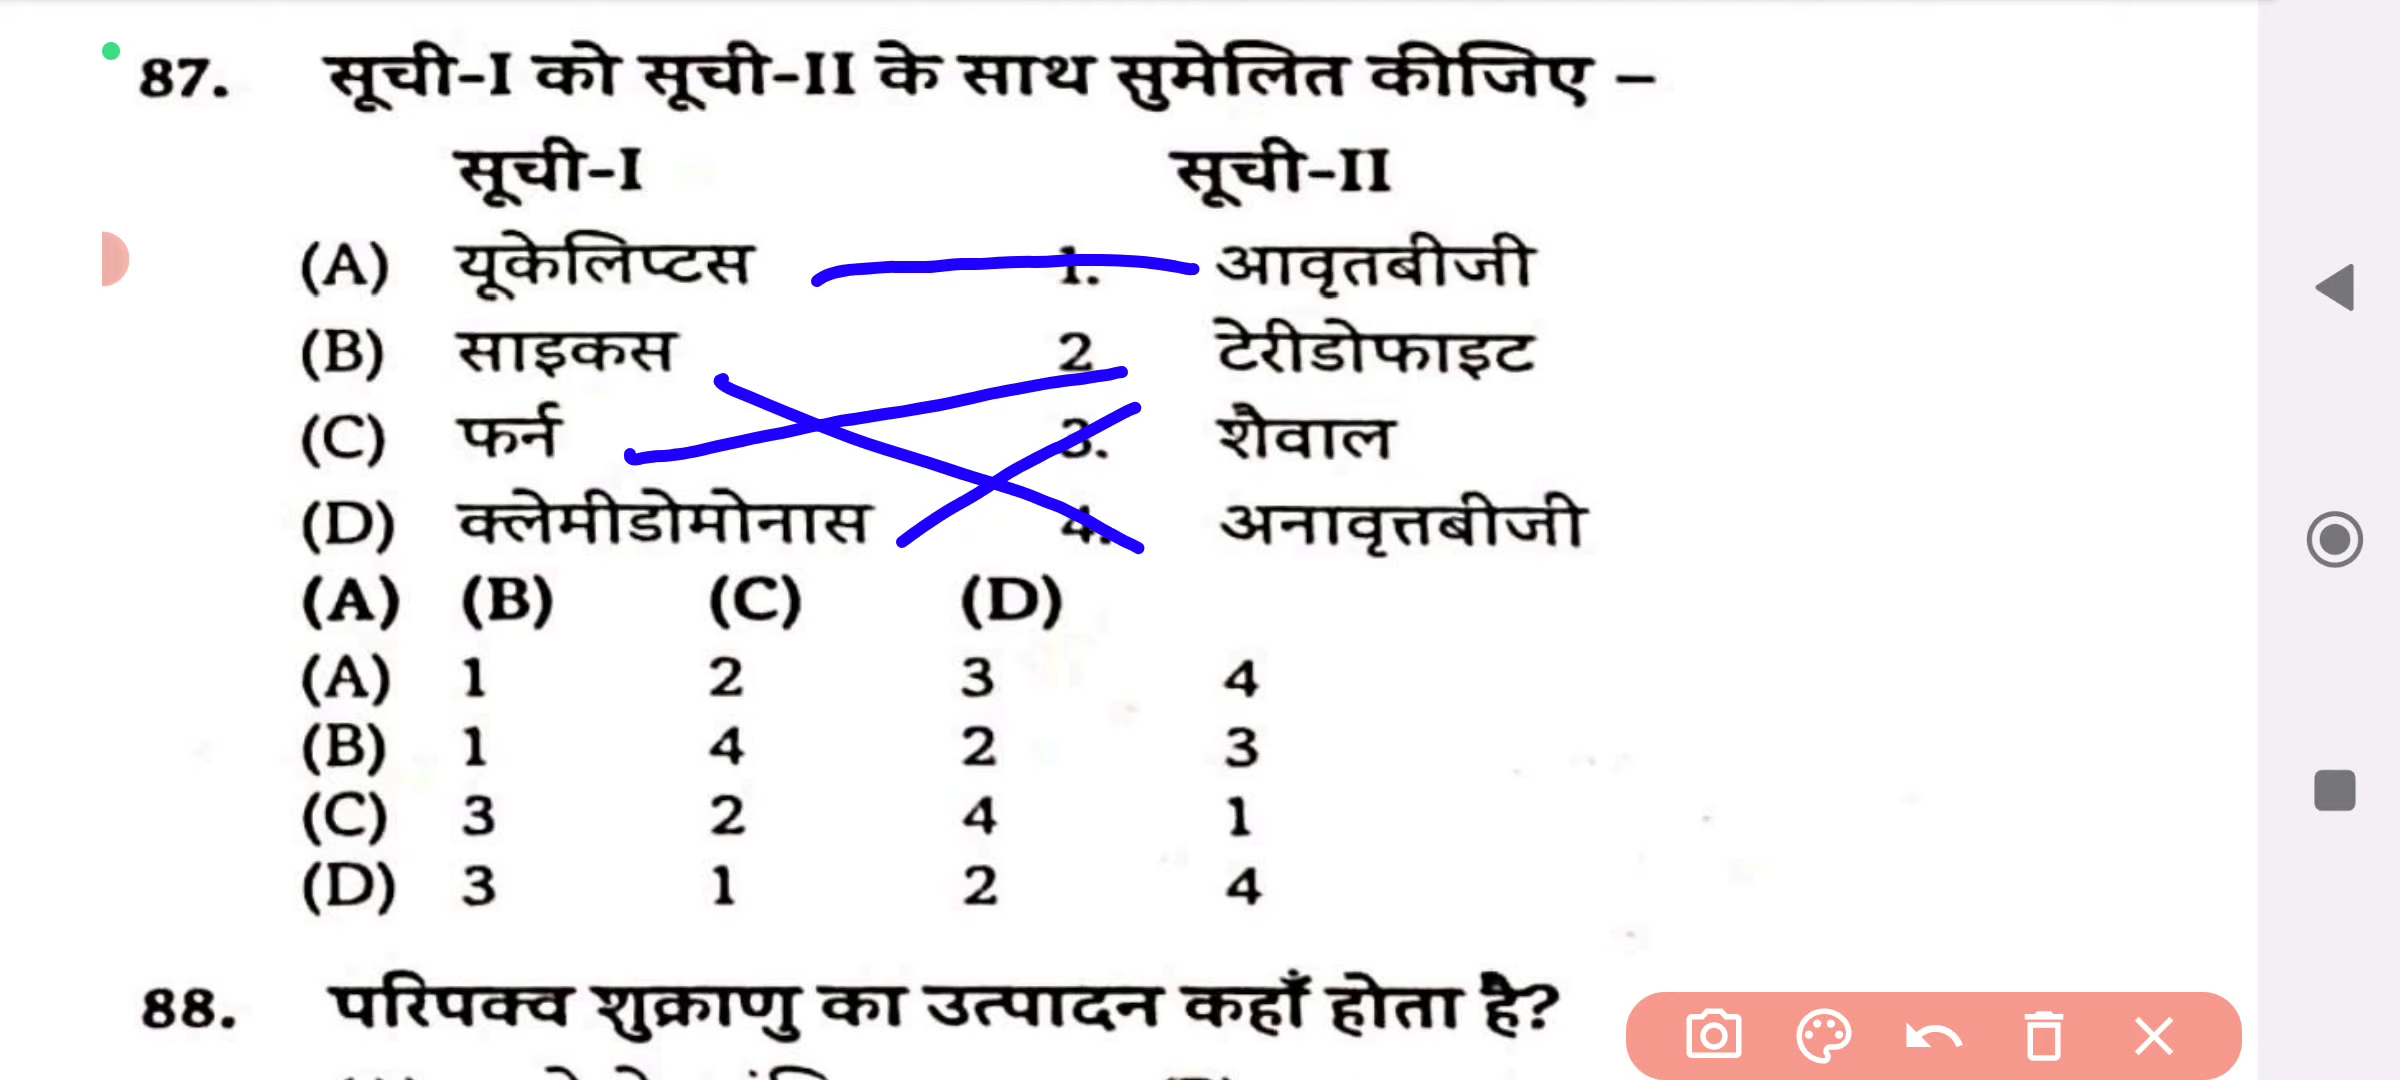 87. सूची-I को सूची-II के साथ सुमेलित कीजिए –
सूची-I सूची-II
(A) यूकेलिप्टस 1. आवृतबीजी
(B) साइकस 2 टेरीडोफाइट
(C) फर्न 3. शैवाल
(D) क्लेमीडोमोनास 4. अनावृत्तबीजी
(A) (B) (C) (D)
(A) 1 2 3 4
(B) 1 4 2 3
(C) 3 2 4 1
(D) 3 1 2 4
88. परिपक्व शुक्राणु का उत्पादन कहाँ होता है?